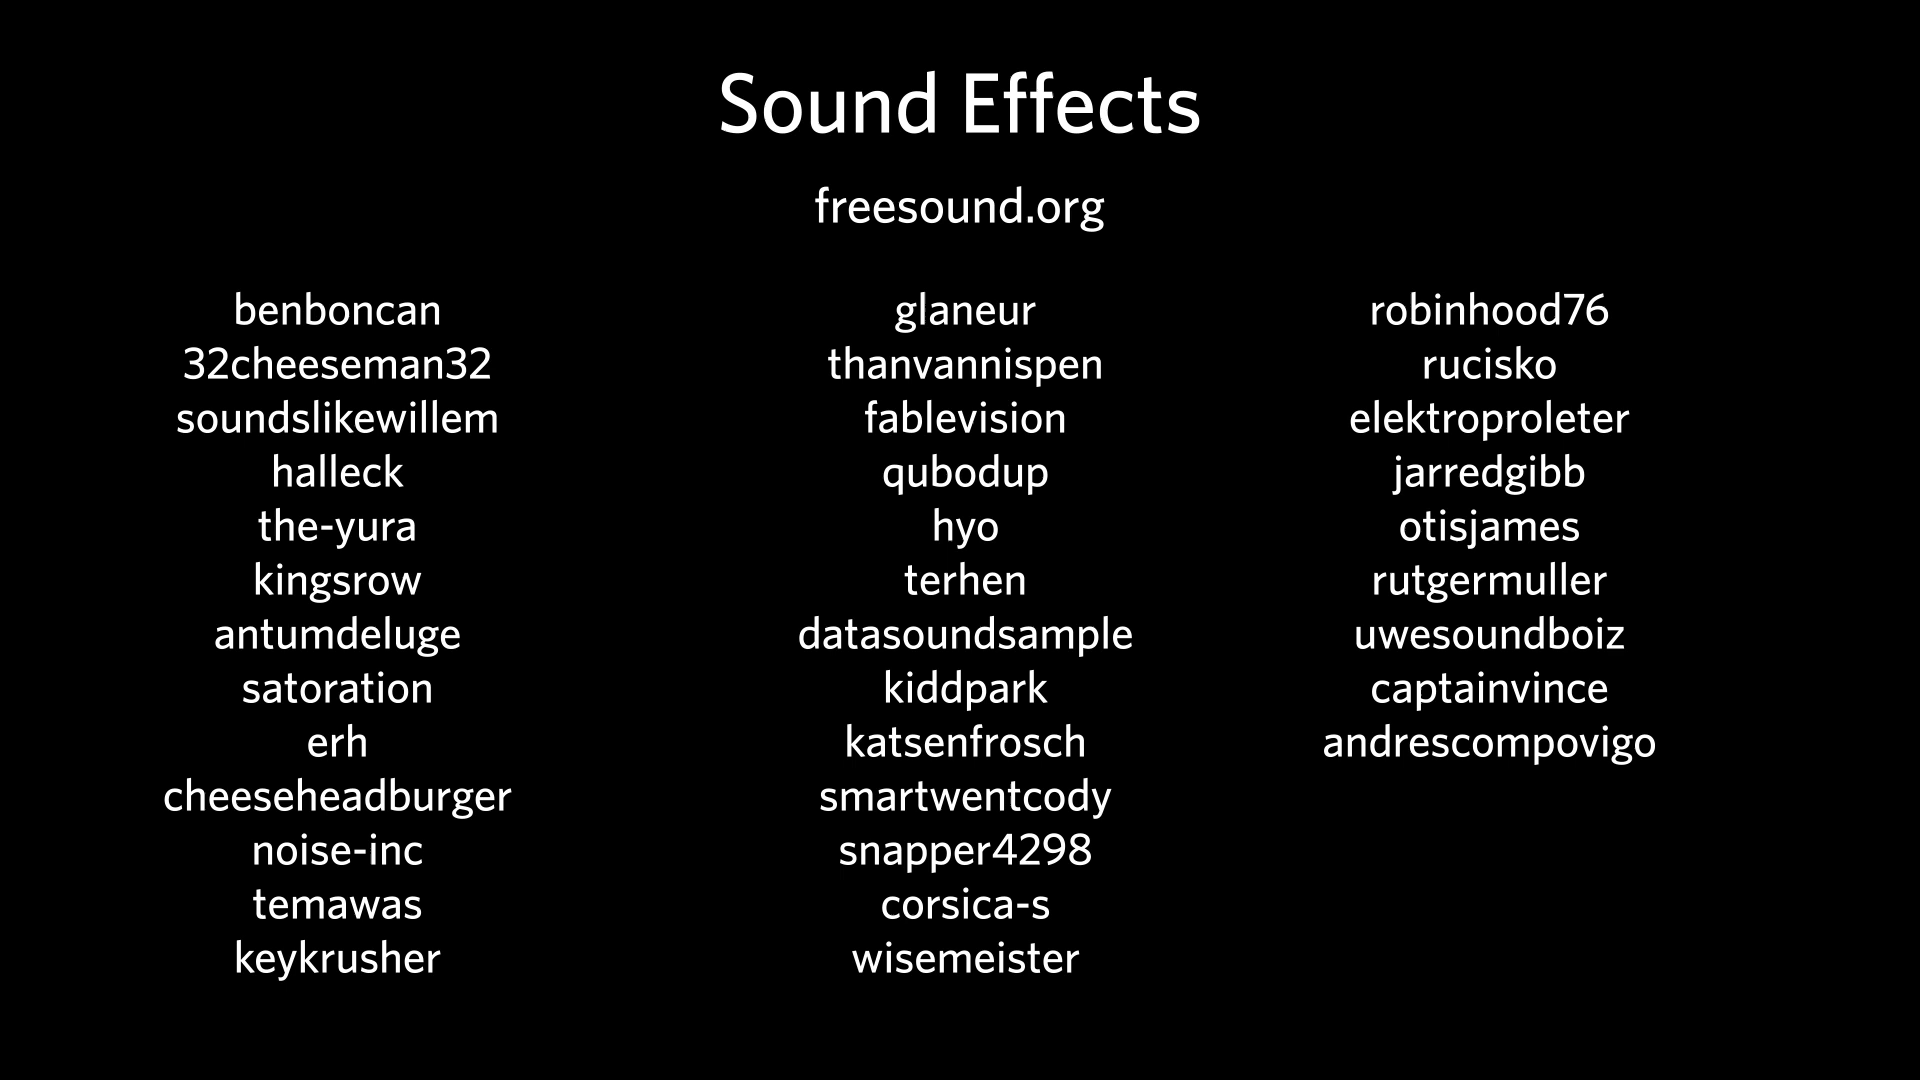 Sound Effects
freesound.org
benboncan
32cheeseman32
soundslikewillem
halleck
the-yura
kingsrow
antumdeluge
satoration
erh
cheeseheadburger
noise-inc
temawas
keykrusher
glaneur
thanvannispen
fablevision
qubodup
hyo
terhen
datasoundsample
kiddpark
katsenfrosch
smartwentcody
snapper4298
corsica-s
wisemeister
robinhood76
rucisko
elektroproleter
jarredgibb
otisjames
rutgermuller
uwesoundboiz
captainvince
andrescompovigo